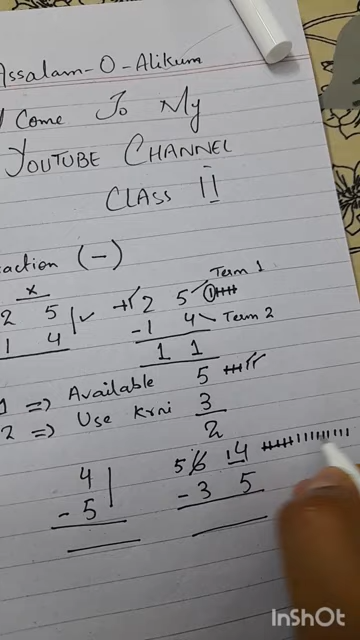 Assalam-O-Alikum
Come To My
YOUTUBE CHANNEL
CLASS II
action (-)
x
2 5
1 4
2 5 Term 1
-1 4 Term 2
1 1
1 => Available 5
2 => Use Krni 3
2
4
- 5
5 6 14
- 3 5
InShOt